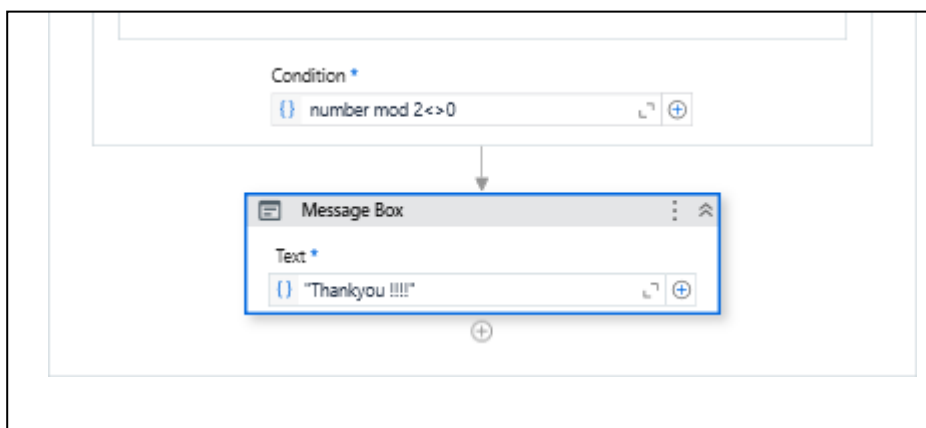 Condition *
{} number mod 2<>0
Message Box
Text *
{} "Thankyou !!!!"